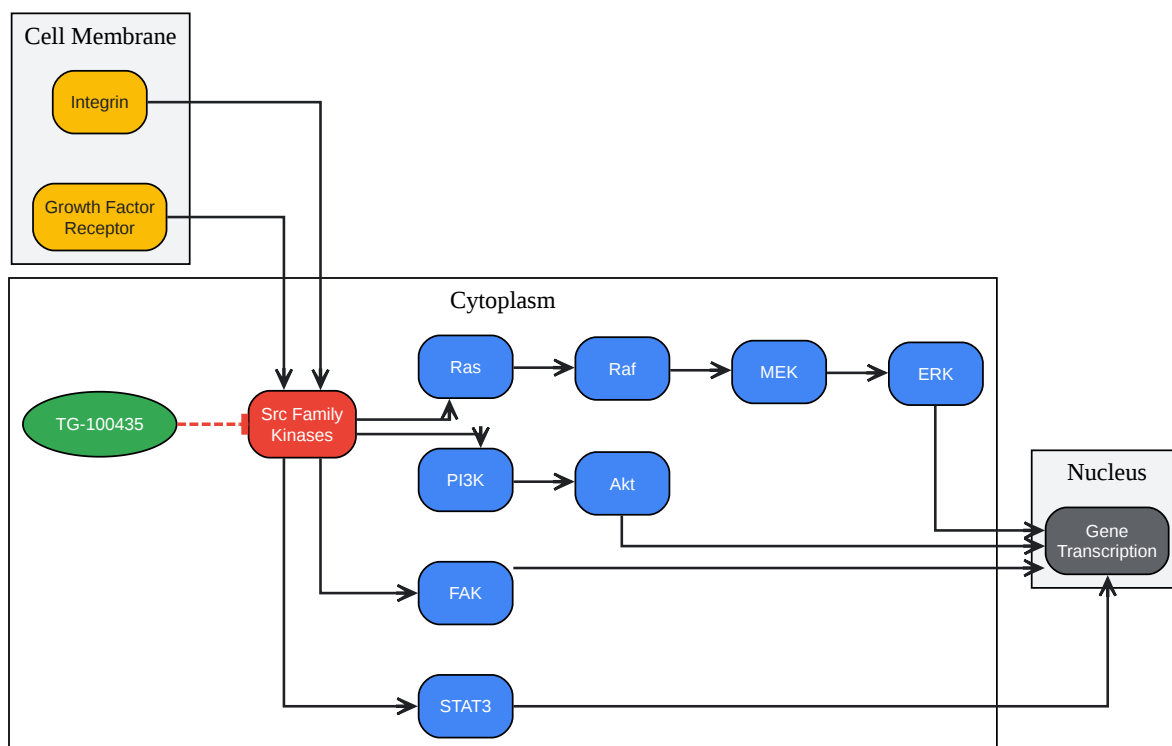 Cell Membrane
Integrin
Growth Factor
Receptor
Cytoplasm
Ras
Raf
MEK
ERK
TG-100435
Src Family
Kinases
PI3K
Akt
Nucleus
Gene
Transcription
FAK
STAT3